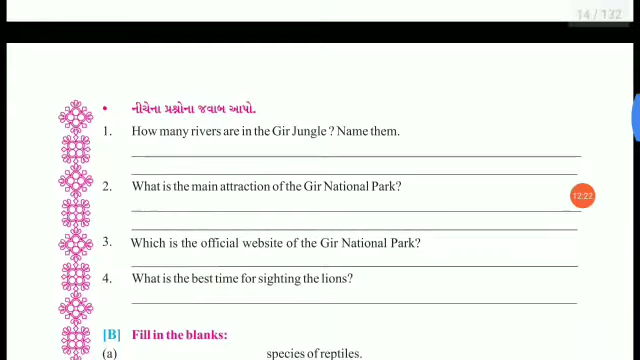 14 / 132
• નીચેના પ્રશ્નોના જવાબ આપો.
1. How many rivers are in the Gir Jungle ? Name them.
2. What is the main attraction of the Gir National Park?
12:22
3. Which is the official website of the Gir National Park?
4. What is the best time for sighting the lions?
[B] Fill in the blanks:
(a) species of reptiles.